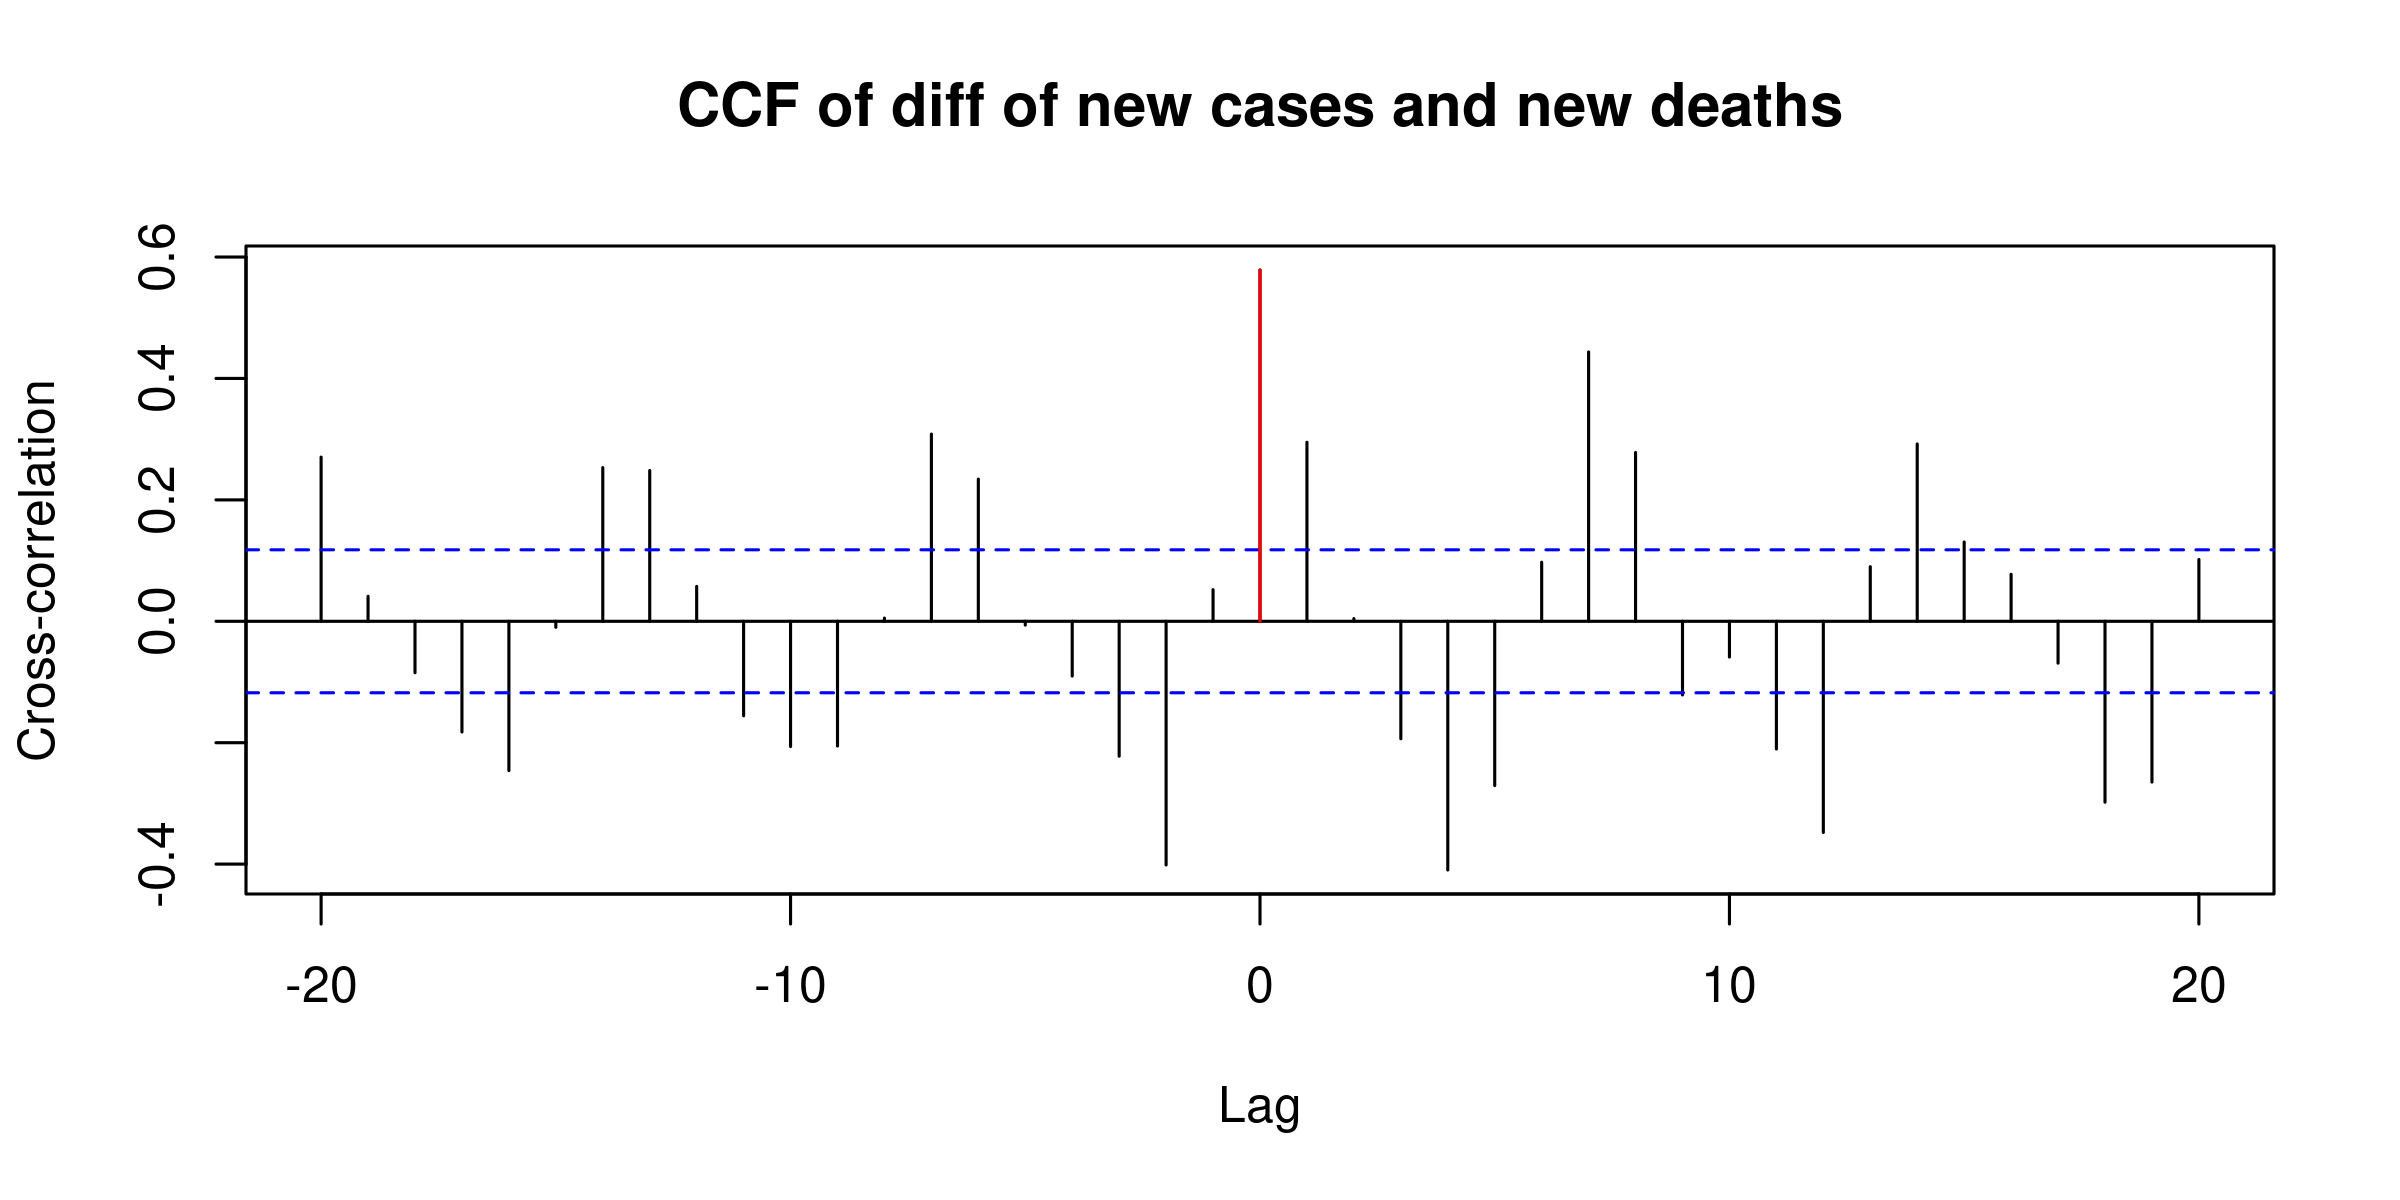 CCF of diff of new cases and new deaths
Cross-correlation
0.6
0.4
0.2
0.0
-0.4
-20 -10 0 10 20
Lag